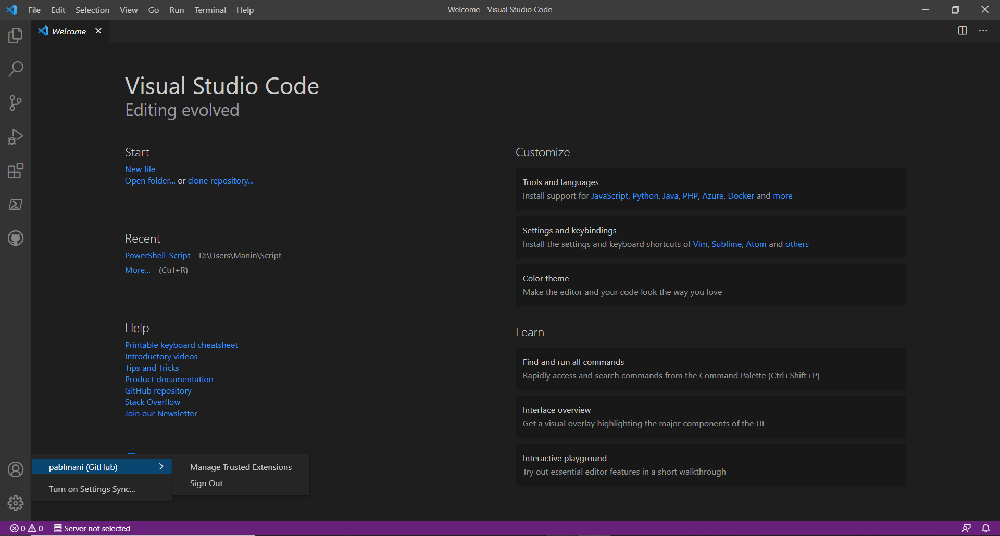 File Edit Selection View Go Run Terminal Help
Welcome - Visual Studio Code
Welcome
Visual Studio Code
Editing evolved
Start
New file
Open folder... or clone repository...
Recent
PowerShell_Script D:\Users\Manin\Script
More... (Ctrl+R)
Help
Printable keyboard cheatsheet
Introductory videos
Tips and Tricks
Product documentation
GitHub repository
Stack Overflow
Join our Newsletter
Customize
Tools and languages
Install support for JavaScript, Python, Java, PHP, Azure, Docker and more
Settings and keybindings
Install the settings and keyboard shortcuts of Vim, Sublime, Atom and others
Color theme
Make the editor and your code look the way you love
Learn
Find and run all commands
Rapidly access and search commands from the Command Palette (Ctrl+Shift+P)
Interface overview
Get a visual overlay highlighting the major components of the UI
Interactive playground
Try out essential editor features in a short walkthrough
pablmani (GitHub)
Turn on Settings Sync...
Manage Trusted Extensions
Sign Out
0 0 Server not selected